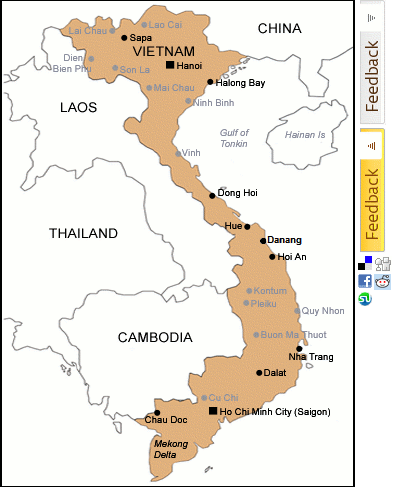 CHINA
Lao Cai
Lai Chau
Sapa
VIETNAM
Dien
Bien Phu
Son La
Hanoi
Mai Chau
Halong Bay
LAOS
Ninh Binh
Gulf of
Tonkin
Hainan Is
Vinh
Dong Hoi
THAILAND
Hue
Danang
Hoi An
Kontum
Pleiku
Quy Nhon
CAMBODIA
Buon Ma Thuot
Nha Trang
Dalat
Cu Chi
Chau Doc
Ho Chi Minh City (Saigon)
Mekong
Delta
Feedback
Feedback